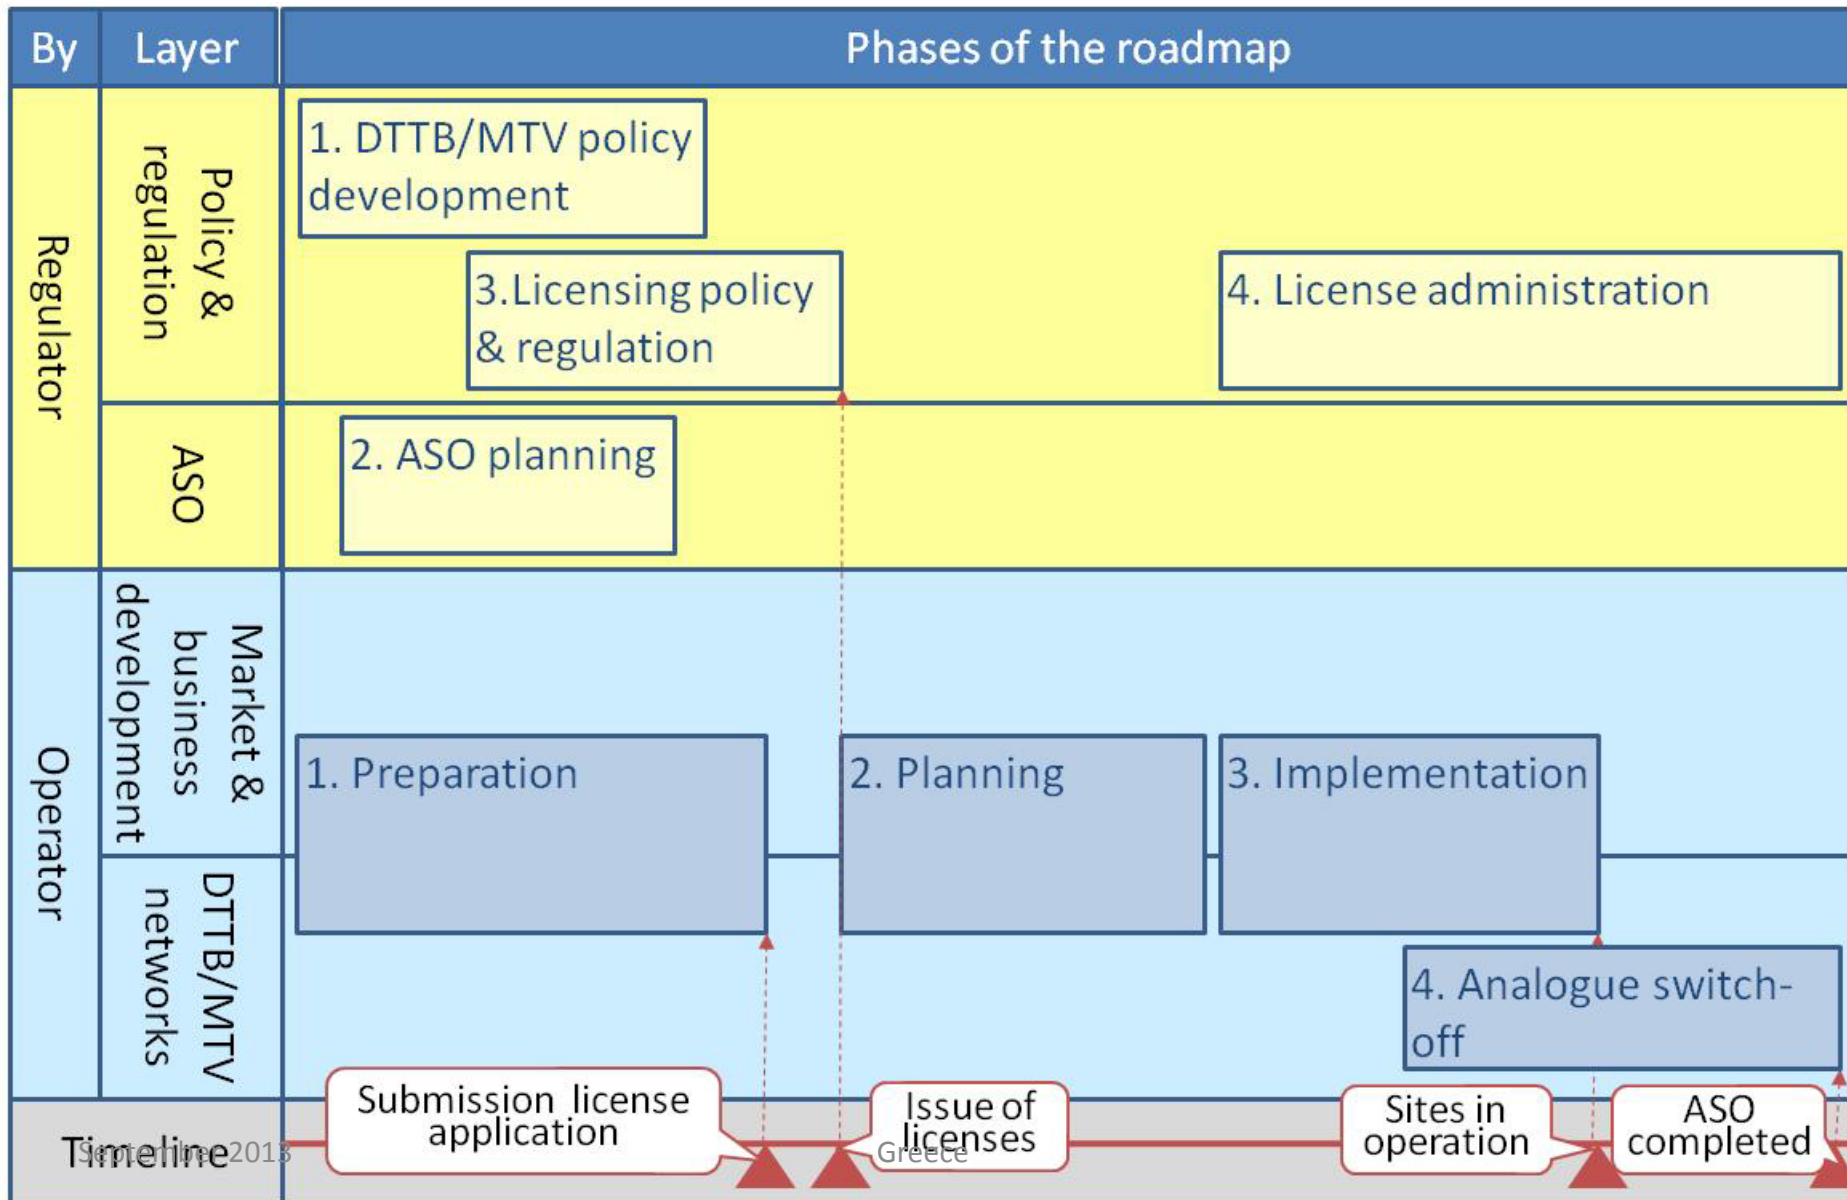 By
Layer
Phases of the roadmap
Regulator
Policy &
regulation
1. DTTB/MTV policy
development
3.Licensing policy
& regulation
4. License administration
ASO
2. ASO planning
Operator
Market &
business
development
1. Preparation
2. Planning
3. Implementation
DTTB/MTV
networks
4. Analogue switch-
off
Timeline
September 2013
Submission license
application
Issue of
licenses
Greece
Sites in
operation
ASO
completed